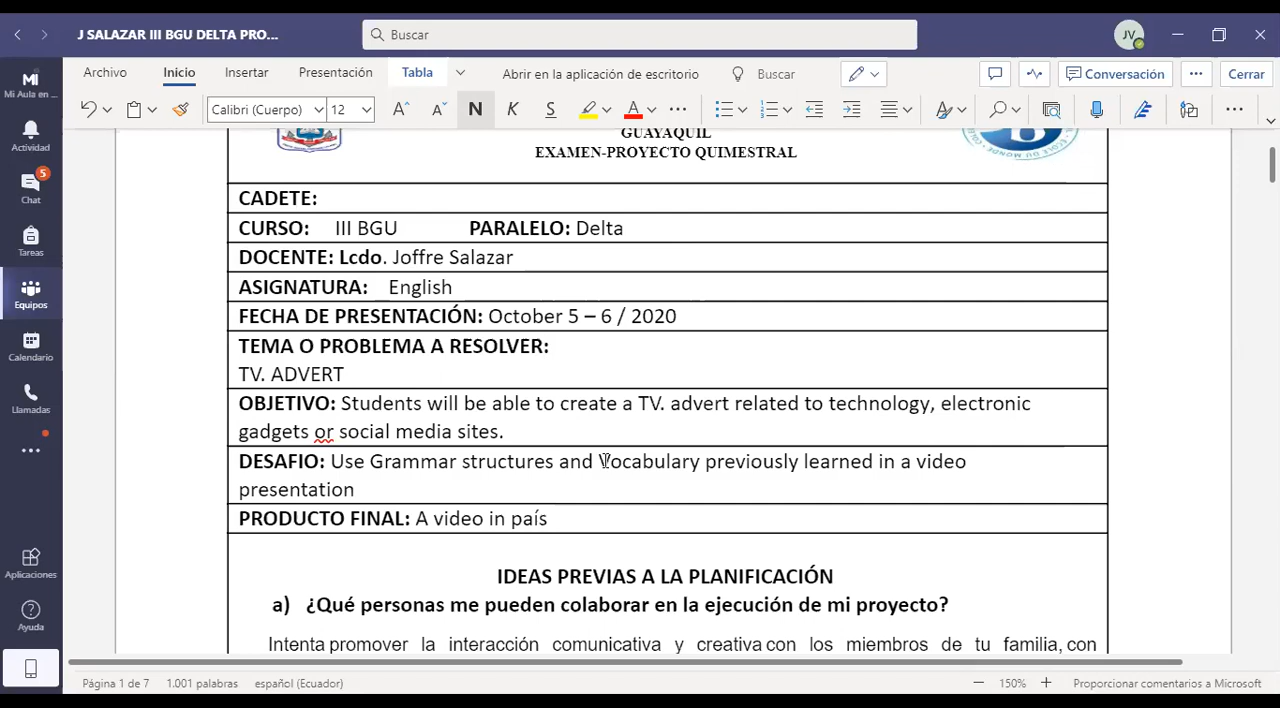 J SALAZAR III BGU DELTA PRO...
Buscar
JV
MI
Mi Aula en ...
Actividad
5
Chat
Tareas
Equipos
Calendario
Llamadas
Aplicaciones
Ayuda
Archivo Inicio Insertar Presentación Tabla Abrir en la aplicación de escritorio Buscar Conversación Cerrar
Calibri (Cuerpo) 12 N K S
GUAYAQUIL
EXAMEN-PROYECTO QUIMESTRAL
CADETE:
CURSO: III BGU PARALELO: Delta
DOCENTE: Lcdo. Joffre Salazar
ASIGNATURA: English
FECHA DE PRESENTACIÓN: October 5 – 6 / 2020
TEMA O PROBLEMA A RESOLVER:
TV. ADVERT
OBJETIVO: Students will be able to create a TV. advert related to technology, electronic
gadgets or social media sites.
DESAFIO: Use Grammar structures and Vocabulary previously learned in a video
presentation
PRODUCTO FINAL: A video in país
IDEAS PREVIAS A LA PLANIFICACIÓN
a) ¿Qué personas me pueden colaborar en la ejecución de mi proyecto?
Intenta promover la interacción comunicativa y creativa con los miembros de tu familia, con
Página 1 de 7 1.001 palabras español (Ecuador) 150% Proporcionar comentarios a Microsoft